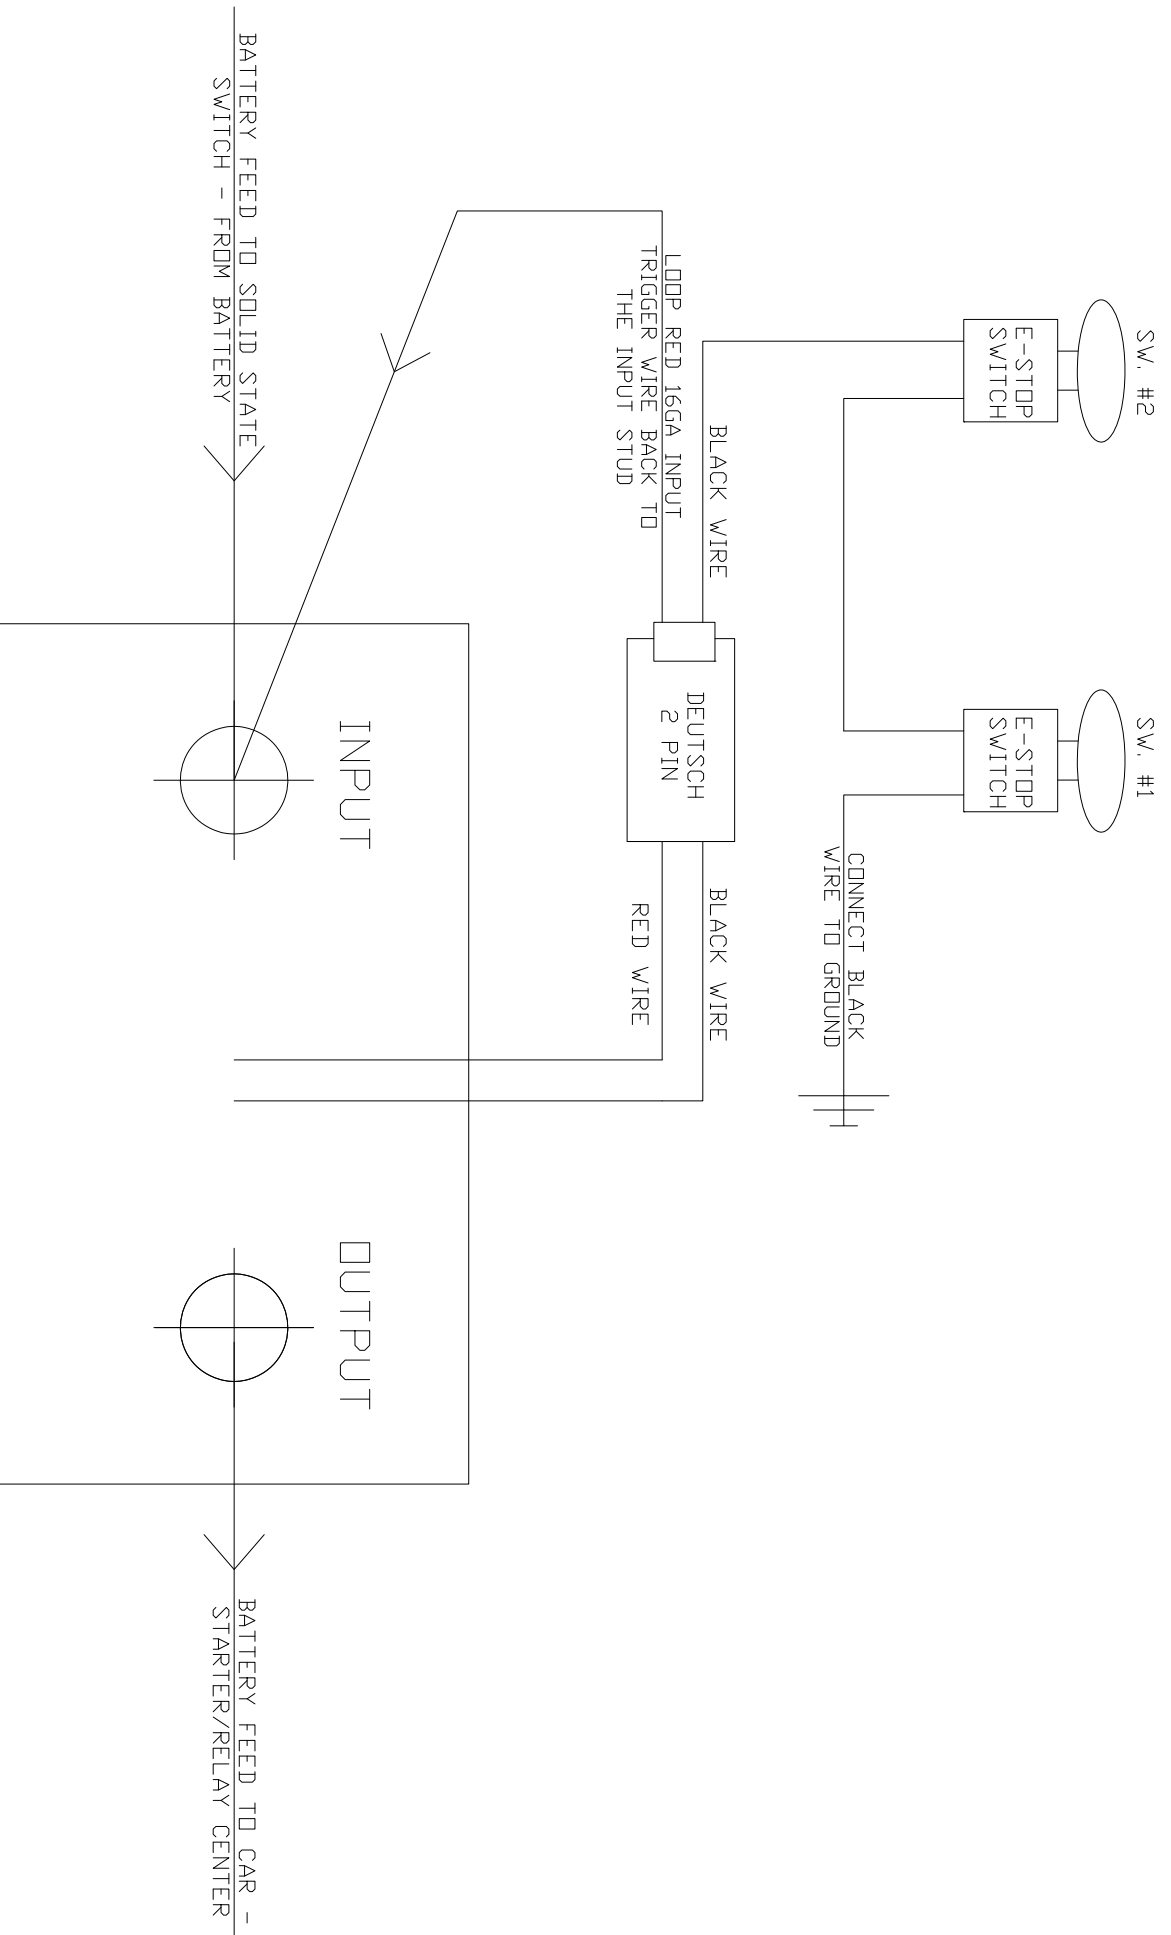 SW. #2
E-STOP
SWITCH
SW. #1
E-STOP
SWITCH
CONNECT BLACK
WIRE TO GROUND
BLACK WIRE
LOOP RED 16GA INPUT
TRIGGER WIRE BACK TO
THE INPUT STUD
DEUTSCH
2 PIN
BLACK WIRE
RED WIRE
INPUT
OUTPUT
BATTERY FEED TO SOLID STATE
SWITCH - FROM BATTERY
BATTERY FEED TO CAR -
STARTER/RELAY CENTER